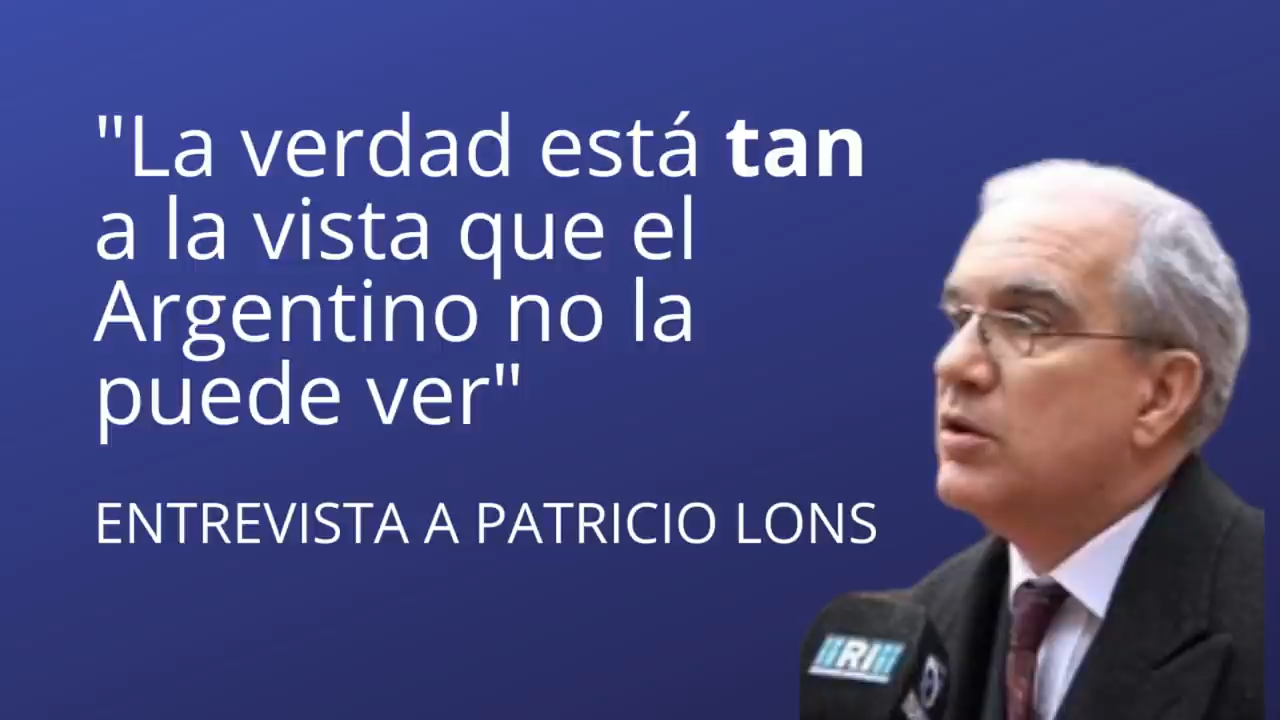 "La verdad está tan
a la vista que el
Argentino no la
puede ver"
ENTREVISTA A PATRICIO LONS
RI